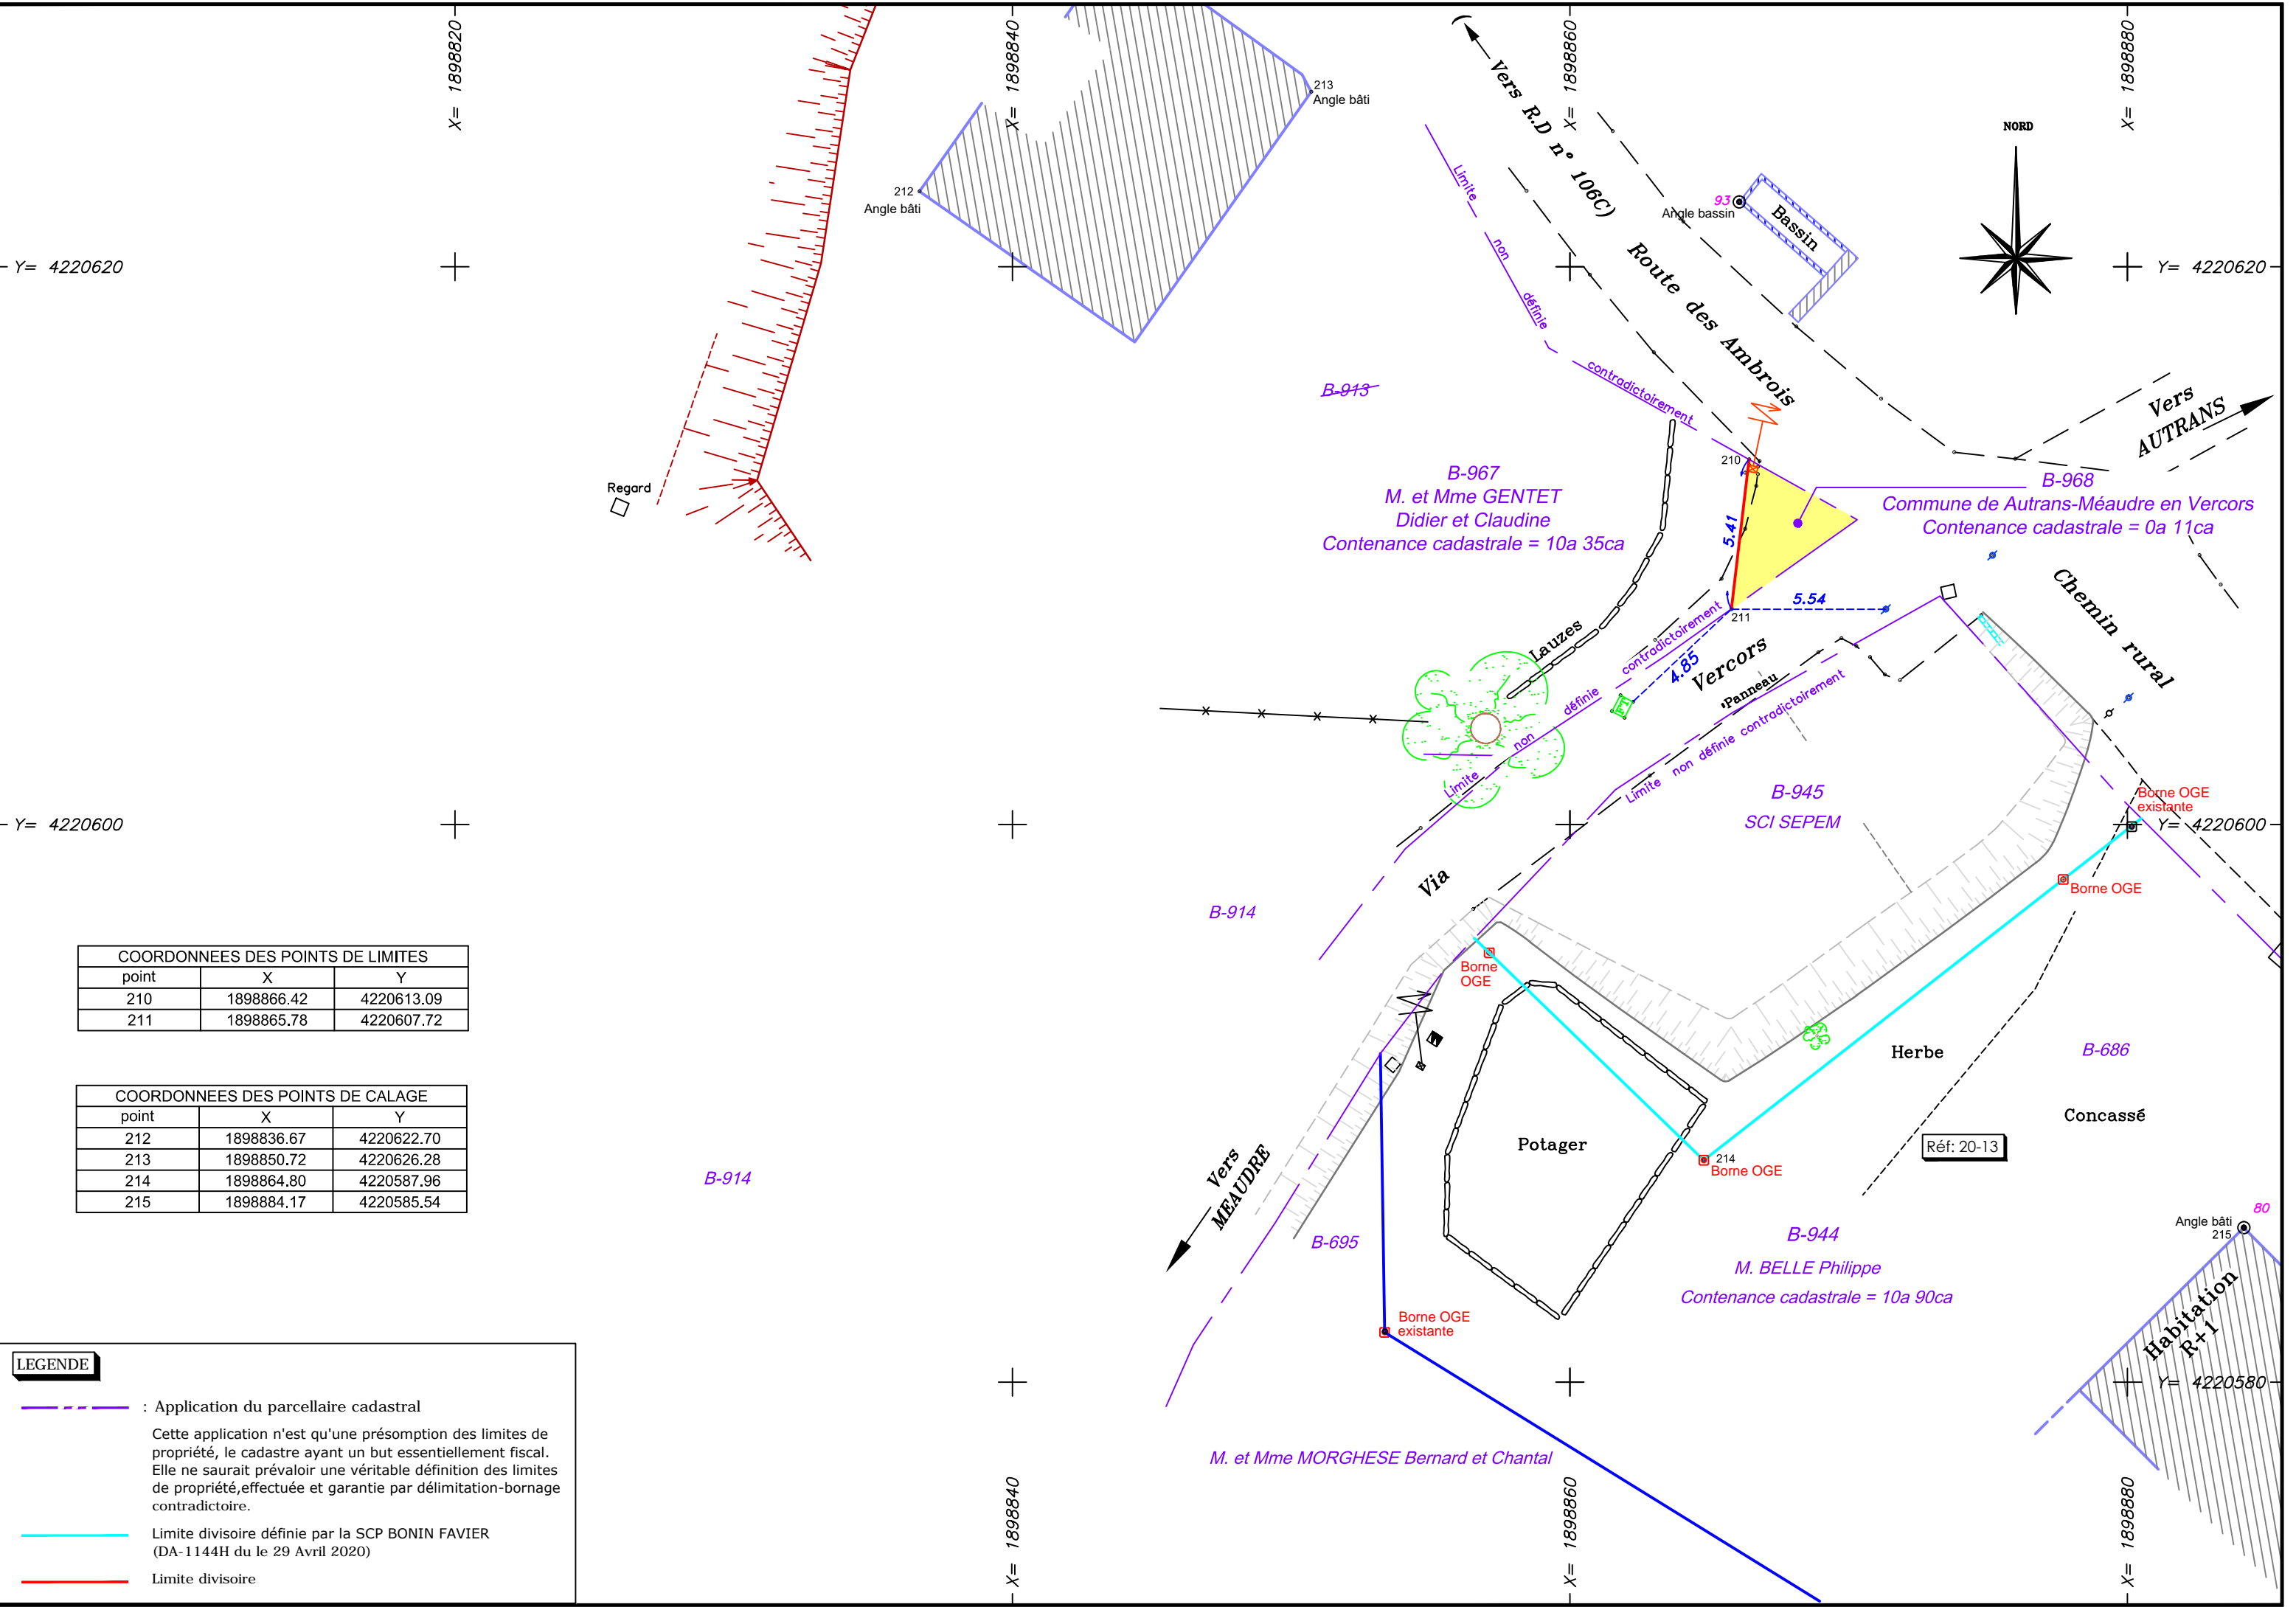 X= 1898820
X= 1898840
X= 1898860
X= 1898880
213
Angle bâti
212
Angle bâti
(Vers R.D n° 106C)
Route des Ambrois
93
Angle bassin
Bassin
NORD
Y= 4220620
Y= 4220620
Limite
non
définie
contradictoirement
B-913
Vers
AUTRANS
210
B-967
M. et Mme GENTET
Didier et Claudine
Contenance cadastrale = 10a 35ca
B-968
Commune de Autrans-Méaudre en Vercors
Contenance cadastrale = 0a 11ca
Regard
5.41
5.54
211
4.85
Lauzes
Chemin rural
Limite
non
définie
contradictoirement
Via
Vercors
Panneau
Limite non définie contradictoirement
B-945
SCI SEPEM
Borne OGE
existante
Y= 4220600
Y= 4220600
Borne OGE
B-914
Borne
OGE
COORDONNEES DES POINTS DE LIMITES
point X Y
210 1898866.42 4220613.09
211 1898865.78 4220607.72
Herbe
B-686
Concassé
COORDONNEES DES POINTS DE CALAGE
point X Y
212 1898836.67 4220622.70
213 1898850.72 4220626.28
214 1898864.80 4220587.96
215 1898884.17 4220585.54
Potager
Réf: 20-13
214
Borne OGE
B-914
Vers
MEAUDRE
B-695
80
Angle bâti
215
B-944
M. BELLE Philippe
Contenance cadastrale = 10a 90ca
Borne OGE
existante
Habitation
R+1
Y= 4220580
M. et Mme MORGHESE Bernard et Chantal
X= 1898840
X= 1898860
X= 1898880
LEGENDE
: Application du parcellaire cadastral
Cette application n'est qu'une présomption des limites de
propriété, le cadastre ayant un but essentiellement fiscal.
Elle ne saurait prévaloir une véritable définition des limites
de propriété,effectuée et garantie par délimitation-bornage
contradictoire.
Limite divisoire définie par la SCP BONIN FAVIER
(DA-1144H du le 29 Avril 2020)
Limite divisoire